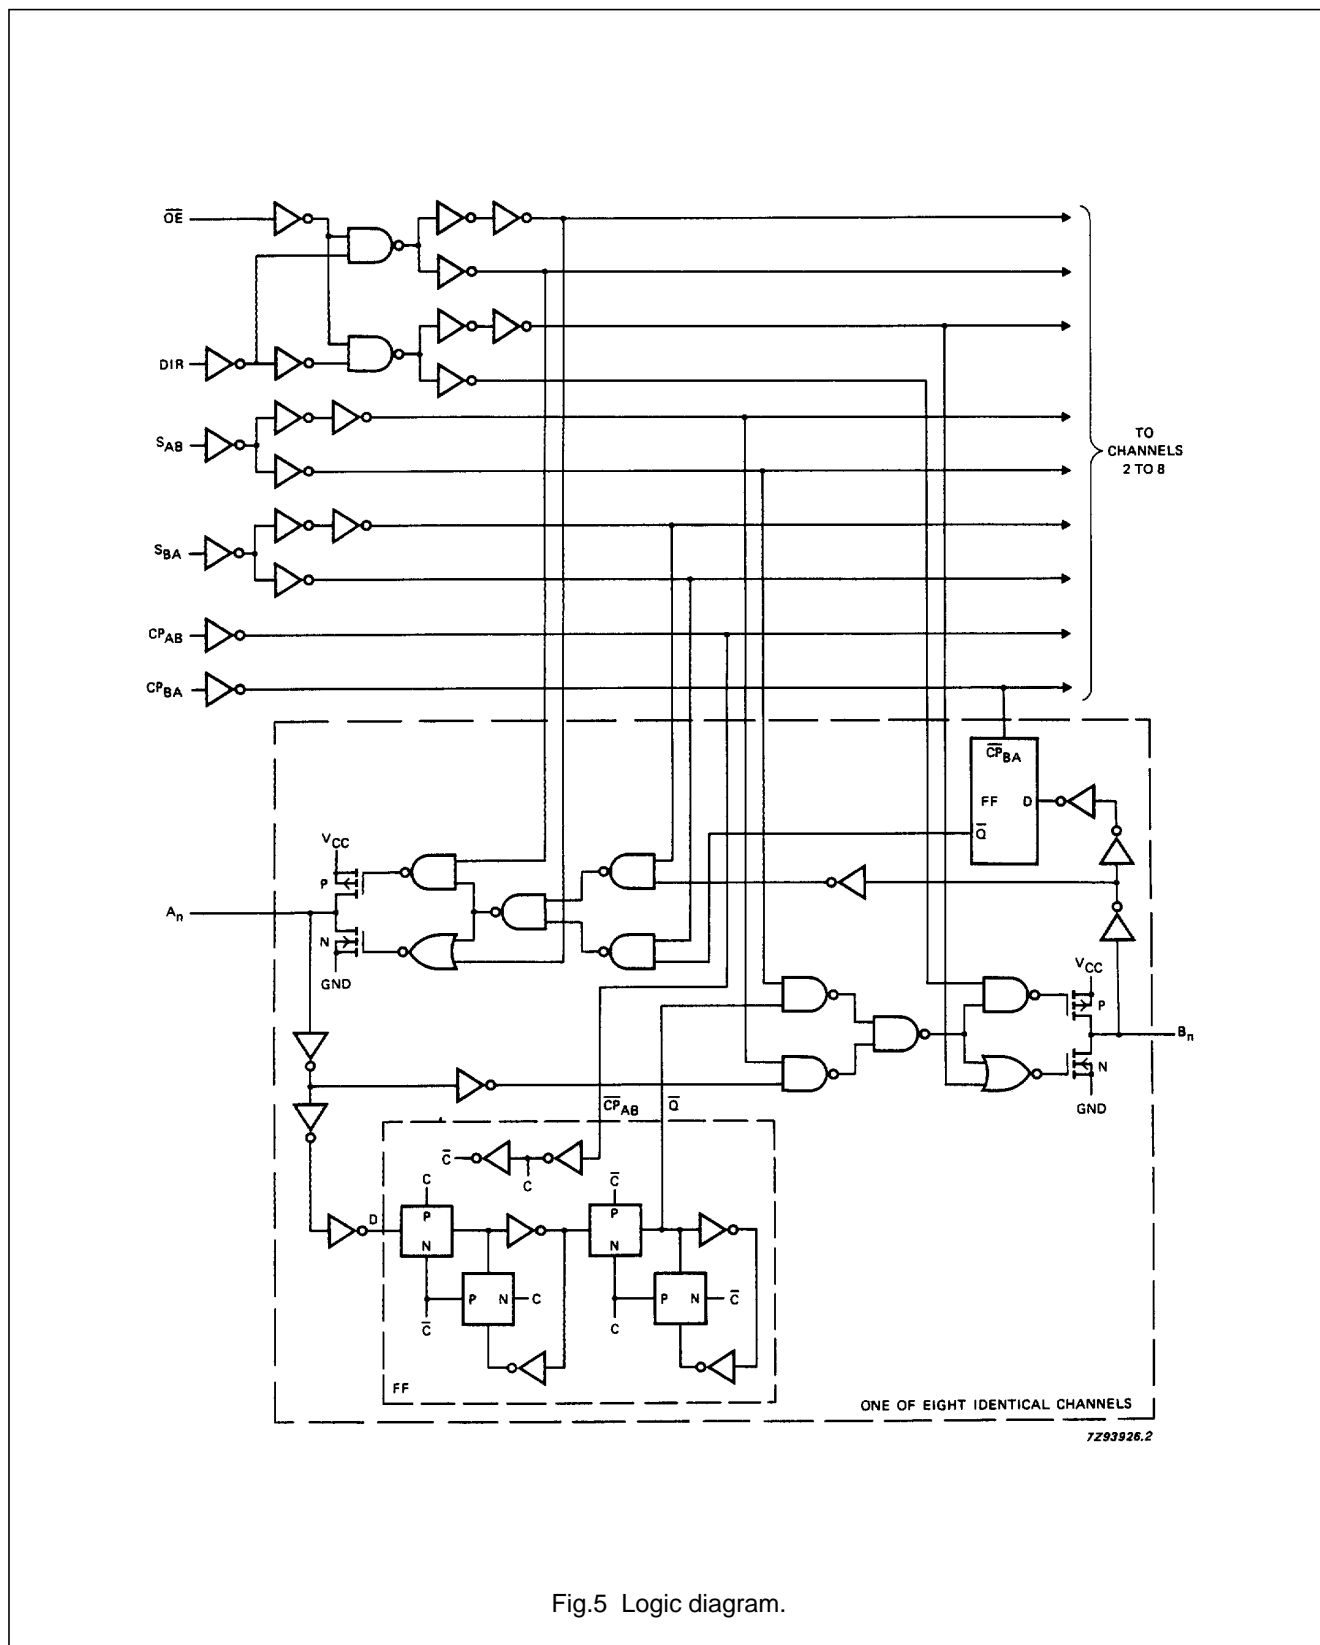 OE
DIR
SAB
SBA
CPAB
CPBA
TO
CHANNELS
2 TO 8
CPBA
FF D
Q
VCC
P
An
N
GND
VCC
P
Bn
N
GND
CPAB Q
C C C
C P N C
P N C
D
C P N
C P N C
FF
ONE OF EIGHT IDENTICAL CHANNELS
7Z93926.2
Fig.5 Logic diagram.